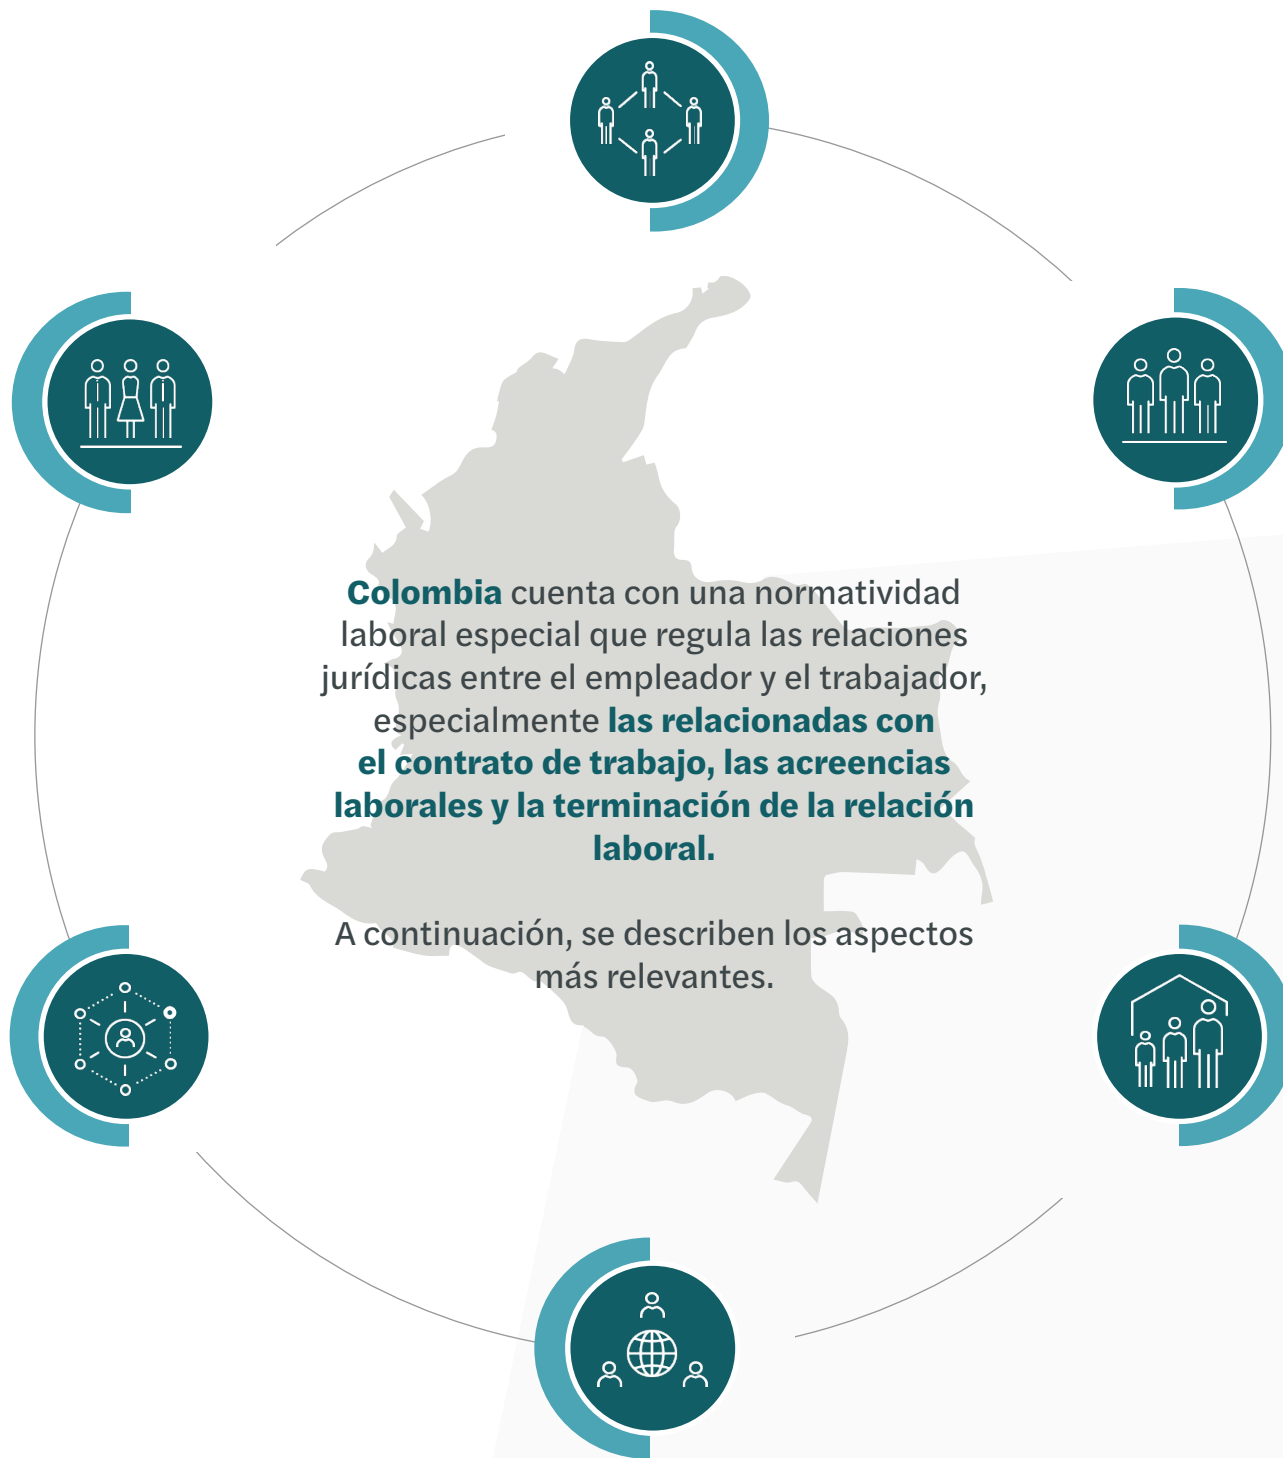 Colombia cuenta con una normatividad
laboral especial que regula las relaciones
jurídicas entre el empleador y el trabajador,
especialmente las relacionadas con
el contrato de trabajo, las acreencias
laborales y la terminación de la relación
laboral.
A continuación, se describen los aspectos
más relevantes.